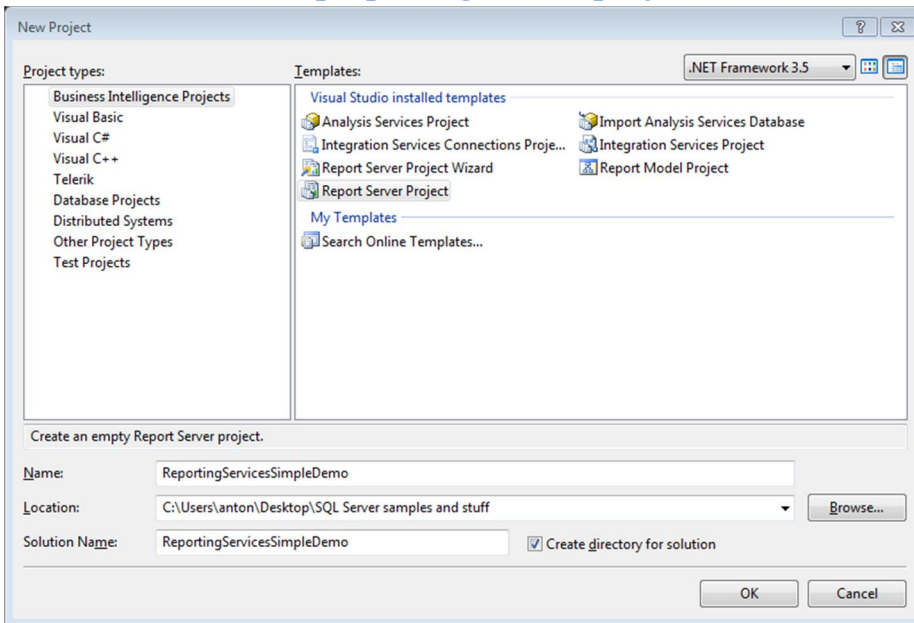 New Project
Project types:
Templates:
.NET Framework 3.5
Business Intelligence Projects
Visual Basic
Visual C#
Visual C++
Telerik
Database Projects
Distributed Systems
Other Project Types
Test Projects
Visual Studio installed templates
Analysis Services Project
Import Analysis Services Database
Integration Services Connections Proje...
Integration Services Project
Report Server Project Wizard
Report Model Project
Report Server Project
My Templates
Search Online Templates...
Create an empty Report Server project.
Name:
ReportingServicesSimpleDemo
Location:
C:\Users\anton\Desktop\SQL Server samples and stuff
Browse...
Solution Name:
ReportingServicesSimpleDemo
Create directory for solution
OK
Cancel